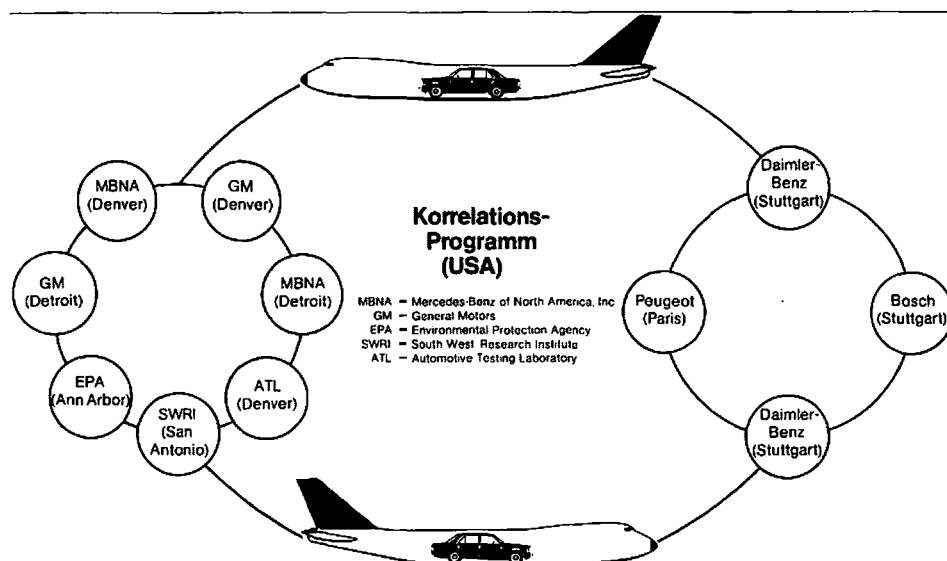 MBNA
(Denver)
GM
(Denver)
GM
(Detroit)
MBNA
(Detroit)
EPA
(Ann Arbor)
SWRI
(San
Antonio)
ATL
(Denver)
Korrelations-
Programm
(USA)
MBNA = Mercedes-Benz of North America, Inc
GM = General Motors
EPA = Environmental Protection Agency
SWRI = South West Research Institute
ATL = Automotive Testing Laboratory
Daimler-
Benz
(Stuttgart)
Peugeot
(Paris)
Bosch
(Stuttgart)
Daimler-
Benz
(Stuttgart)